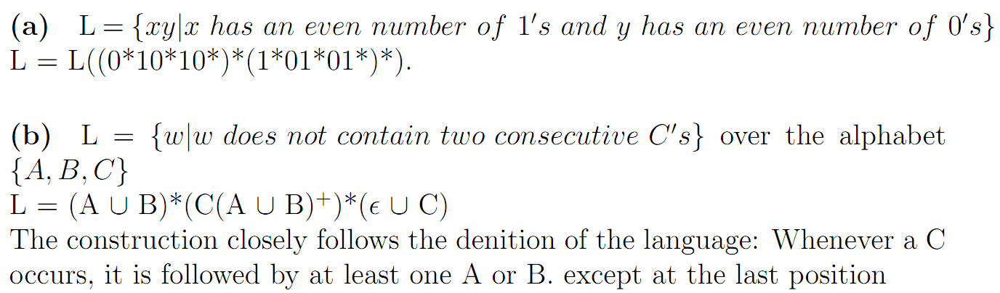 (a) L = {xy|x has an even number of 1's and y has an even number of 0's}
L = L((0*10*10*)*(1*01*01*)*).
(b) L = {w|w does not contain two consecutive C's} over the alphabet
{A, B, C}
L = (A ∪ B)*(C(A ∪ B)⁺)*(ϵ ∪ C)
The construction closely follows the denition of the language: Whenever a C
occurs, it is followed by at least one A or B. except at the last position